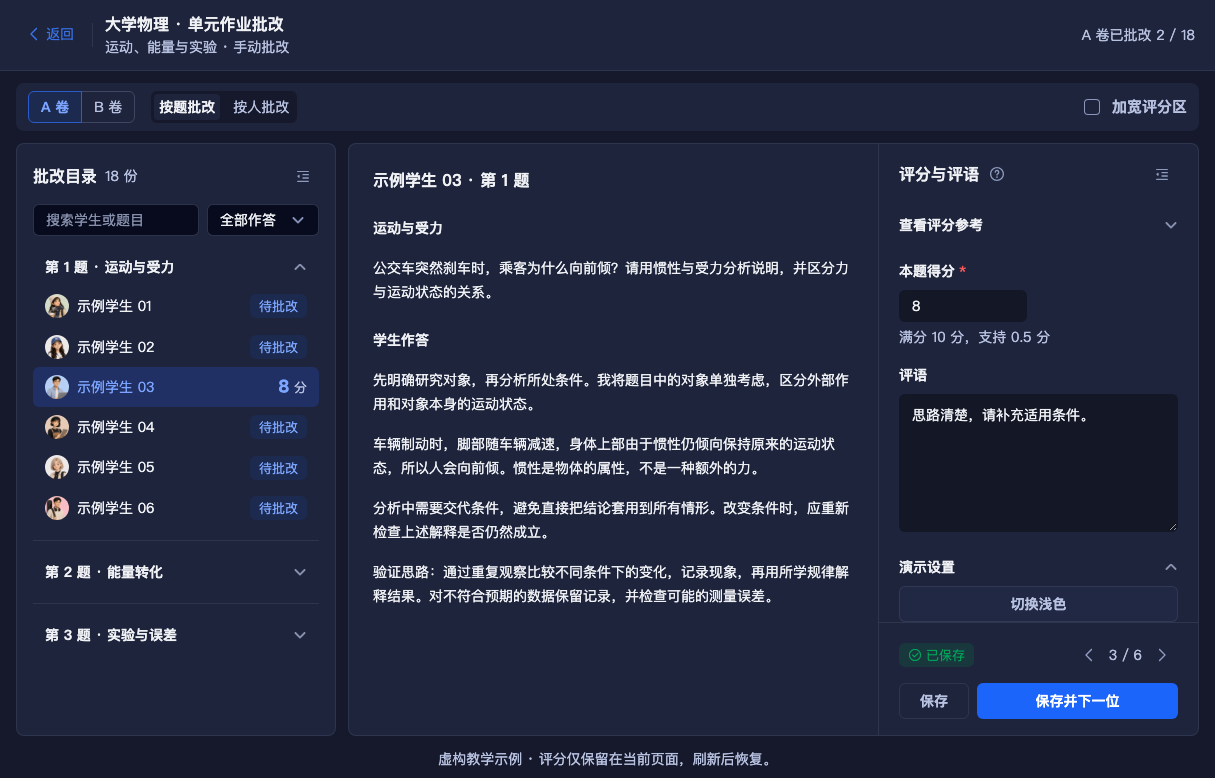 返回
大学物理 · 单元作业批改
运动、能量与实验 · 手动批改
A 卷已批改 2 / 18
A 卷
B 卷
按题批改
按人批改
加宽评分区
批改目录 18 份
搜索学生或题目
全部作答
第 1 题 · 运动与受力
示例学生 01
待批改
示例学生 02
待批改
示例学生 03
8 分
示例学生 04
待批改
示例学生 05
待批改
示例学生 06
待批改
第 2 题 · 能量转化
第 3 题 · 实验与误差
示例学生 03 · 第 1 题
运动与受力
公交车突然刹车时，乘客为什么向前倾？请用惯性与受力分析说明，并区分力
与运动状态的关系。
学生作答
先明确研究对象，再分析所处条件。我将题目中的对象单独考虑，区分外部作
用和对象本身的运动状态。
车辆制动时，脚部随车辆减速，身体上部由于惯性仍倾向保持原来的运动状
态，所以人会向前倾。惯性是物体的属性，不是一种额外的力。
分析中需要交代条件，避免直接把结论套用到所有情形。改变条件时，应重新
检查上述解释是否仍然成立。
验证思路：通过重复观察比较不同条件下的变化，记录现象，再用所学规律解
释结果。对不符合预期的数据保留记录，并检查可能的测量误差。
评分与评语
查看评分参考
本题得分 *
8
满分 10 分，支持 0.5 分
评语
思路清楚，请补充适用条件。
演示设置
切换浅色
已保存
3 / 6
保存
保存并下一位
虚构教学示例 · 评分仅保留在当前页面，刷新后恢复。